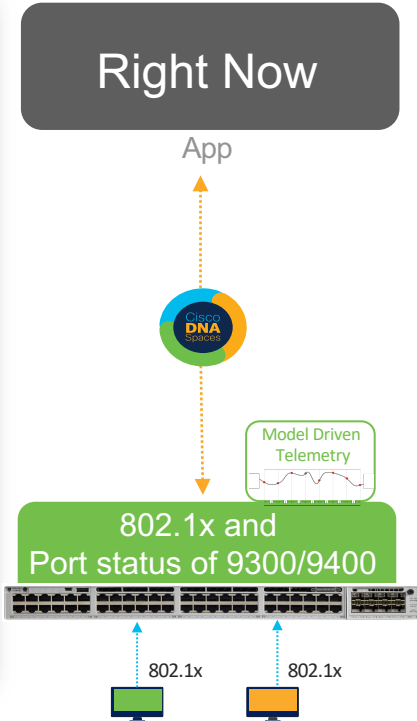 Right Now
App
Cisco
DNA
Spaces
Model Driven
Telemetry
802.1x and
Port status of 9300/9400
802.1x
802.1x